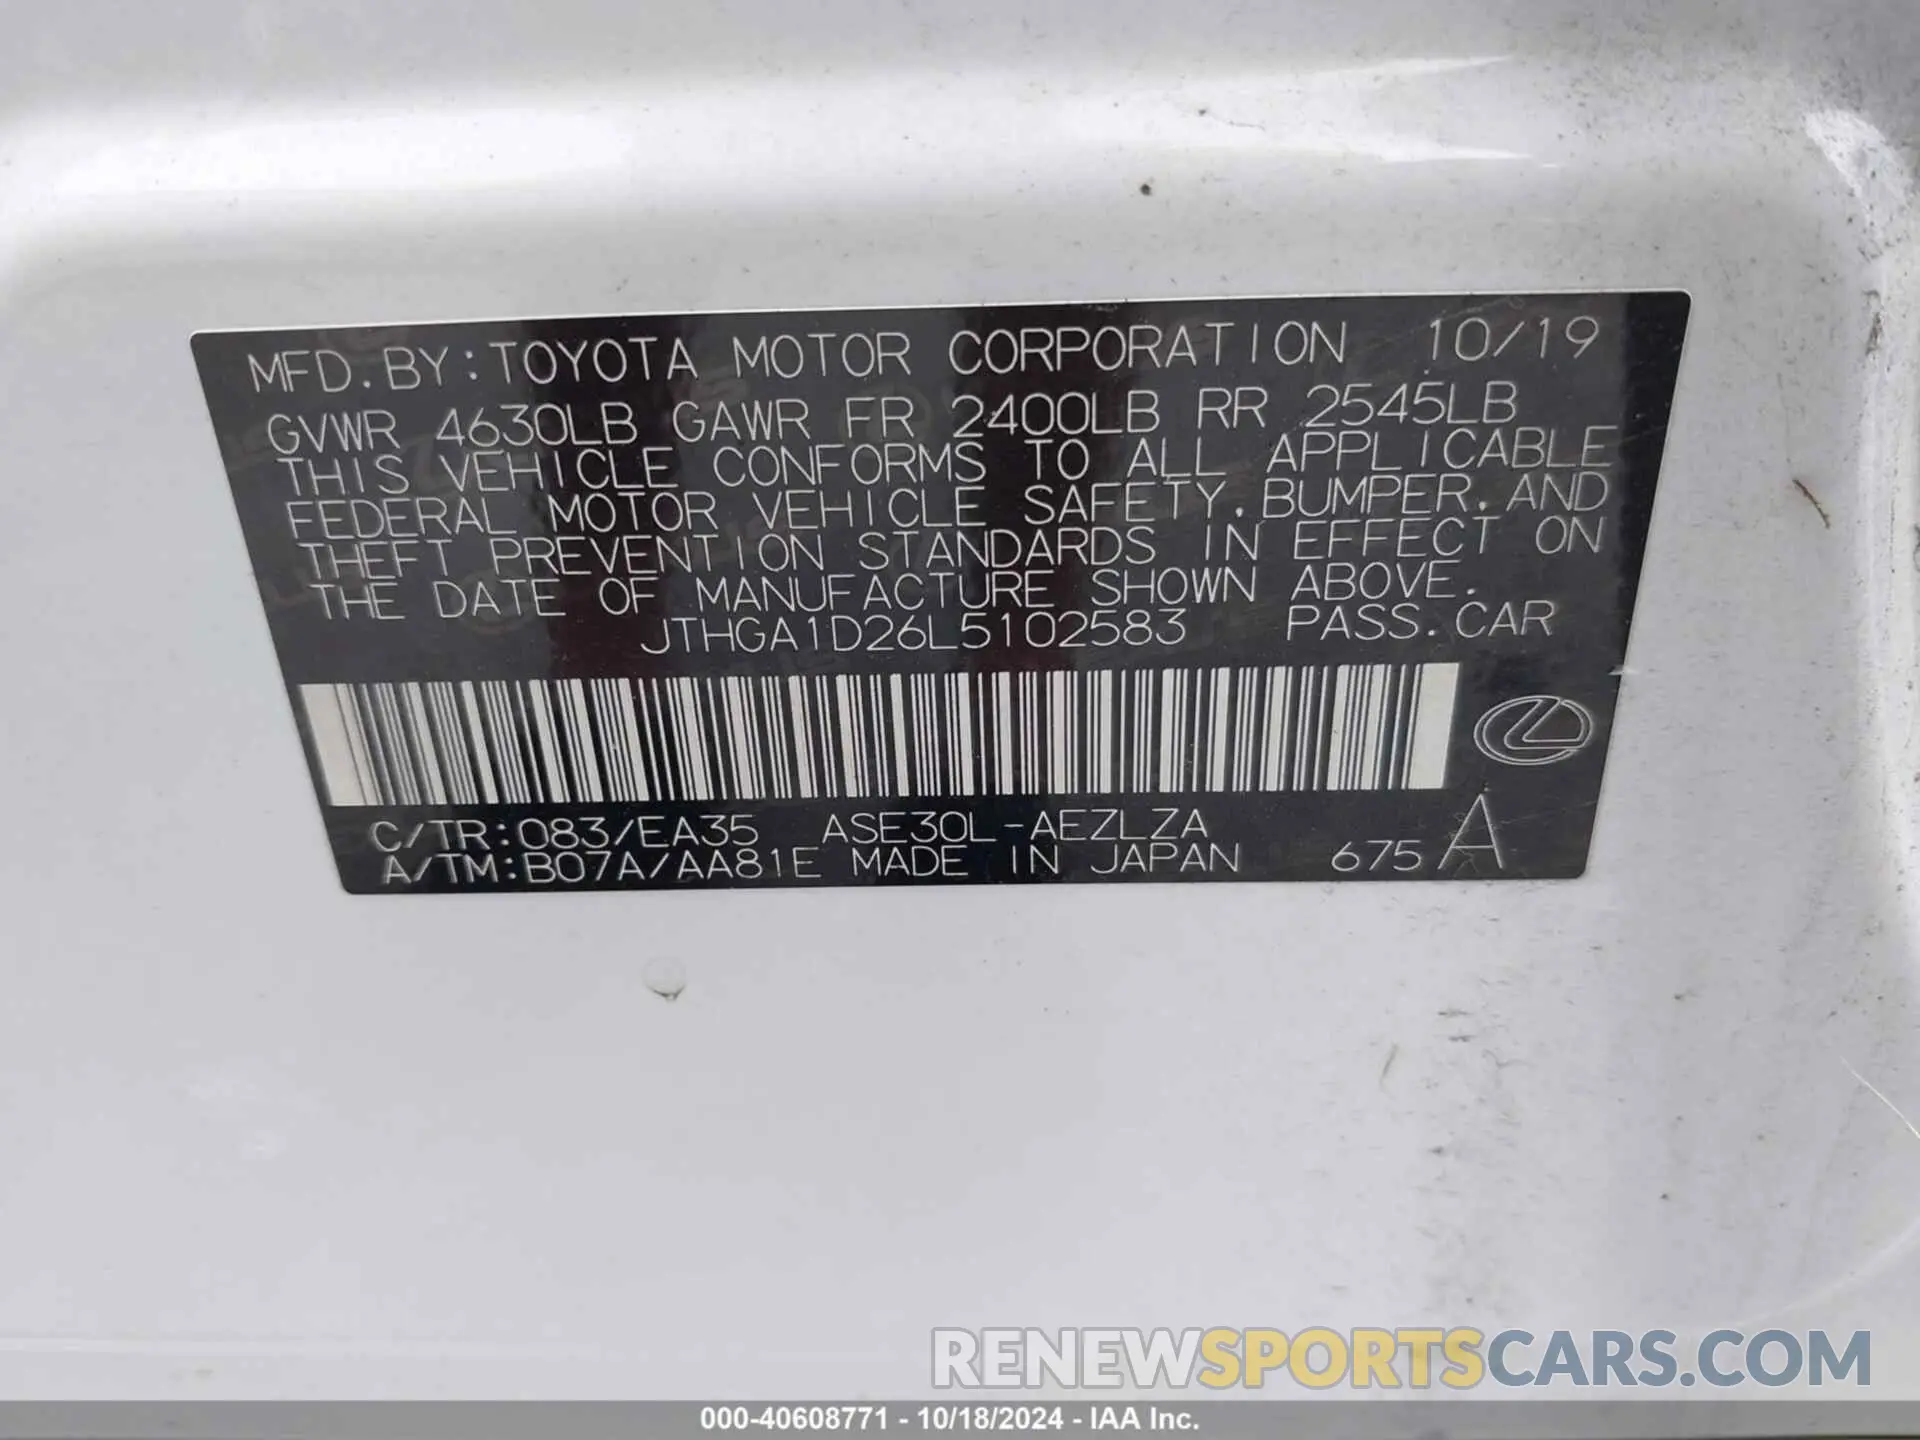 MFD. BY: TOYOTA MOTOR CORPORATION 10/19
GVWR 4630LB GAWR FR 2400LB RR 2545LB
THIS VEHICLE CONFORMS TO ALL APPLICABLE
FEDERAL MOTOR VEHICLE SAFETY, BUMPER, AND
THEFT PREVENTION STANDARDS IN EFFECT ON
THE DATE OF MANUFACTURE SHOWN ABOVE.
JTHGA1D26L5102583 PASS. CAR
C/TR: 083/EA35 ASE30L-AEZLZA
A/TM: B07A/AA81E MADE IN JAPAN 675 A
RENEWSPORTSCARS.COM
000-40608771 - 10/18/2024 - IAA Inc.